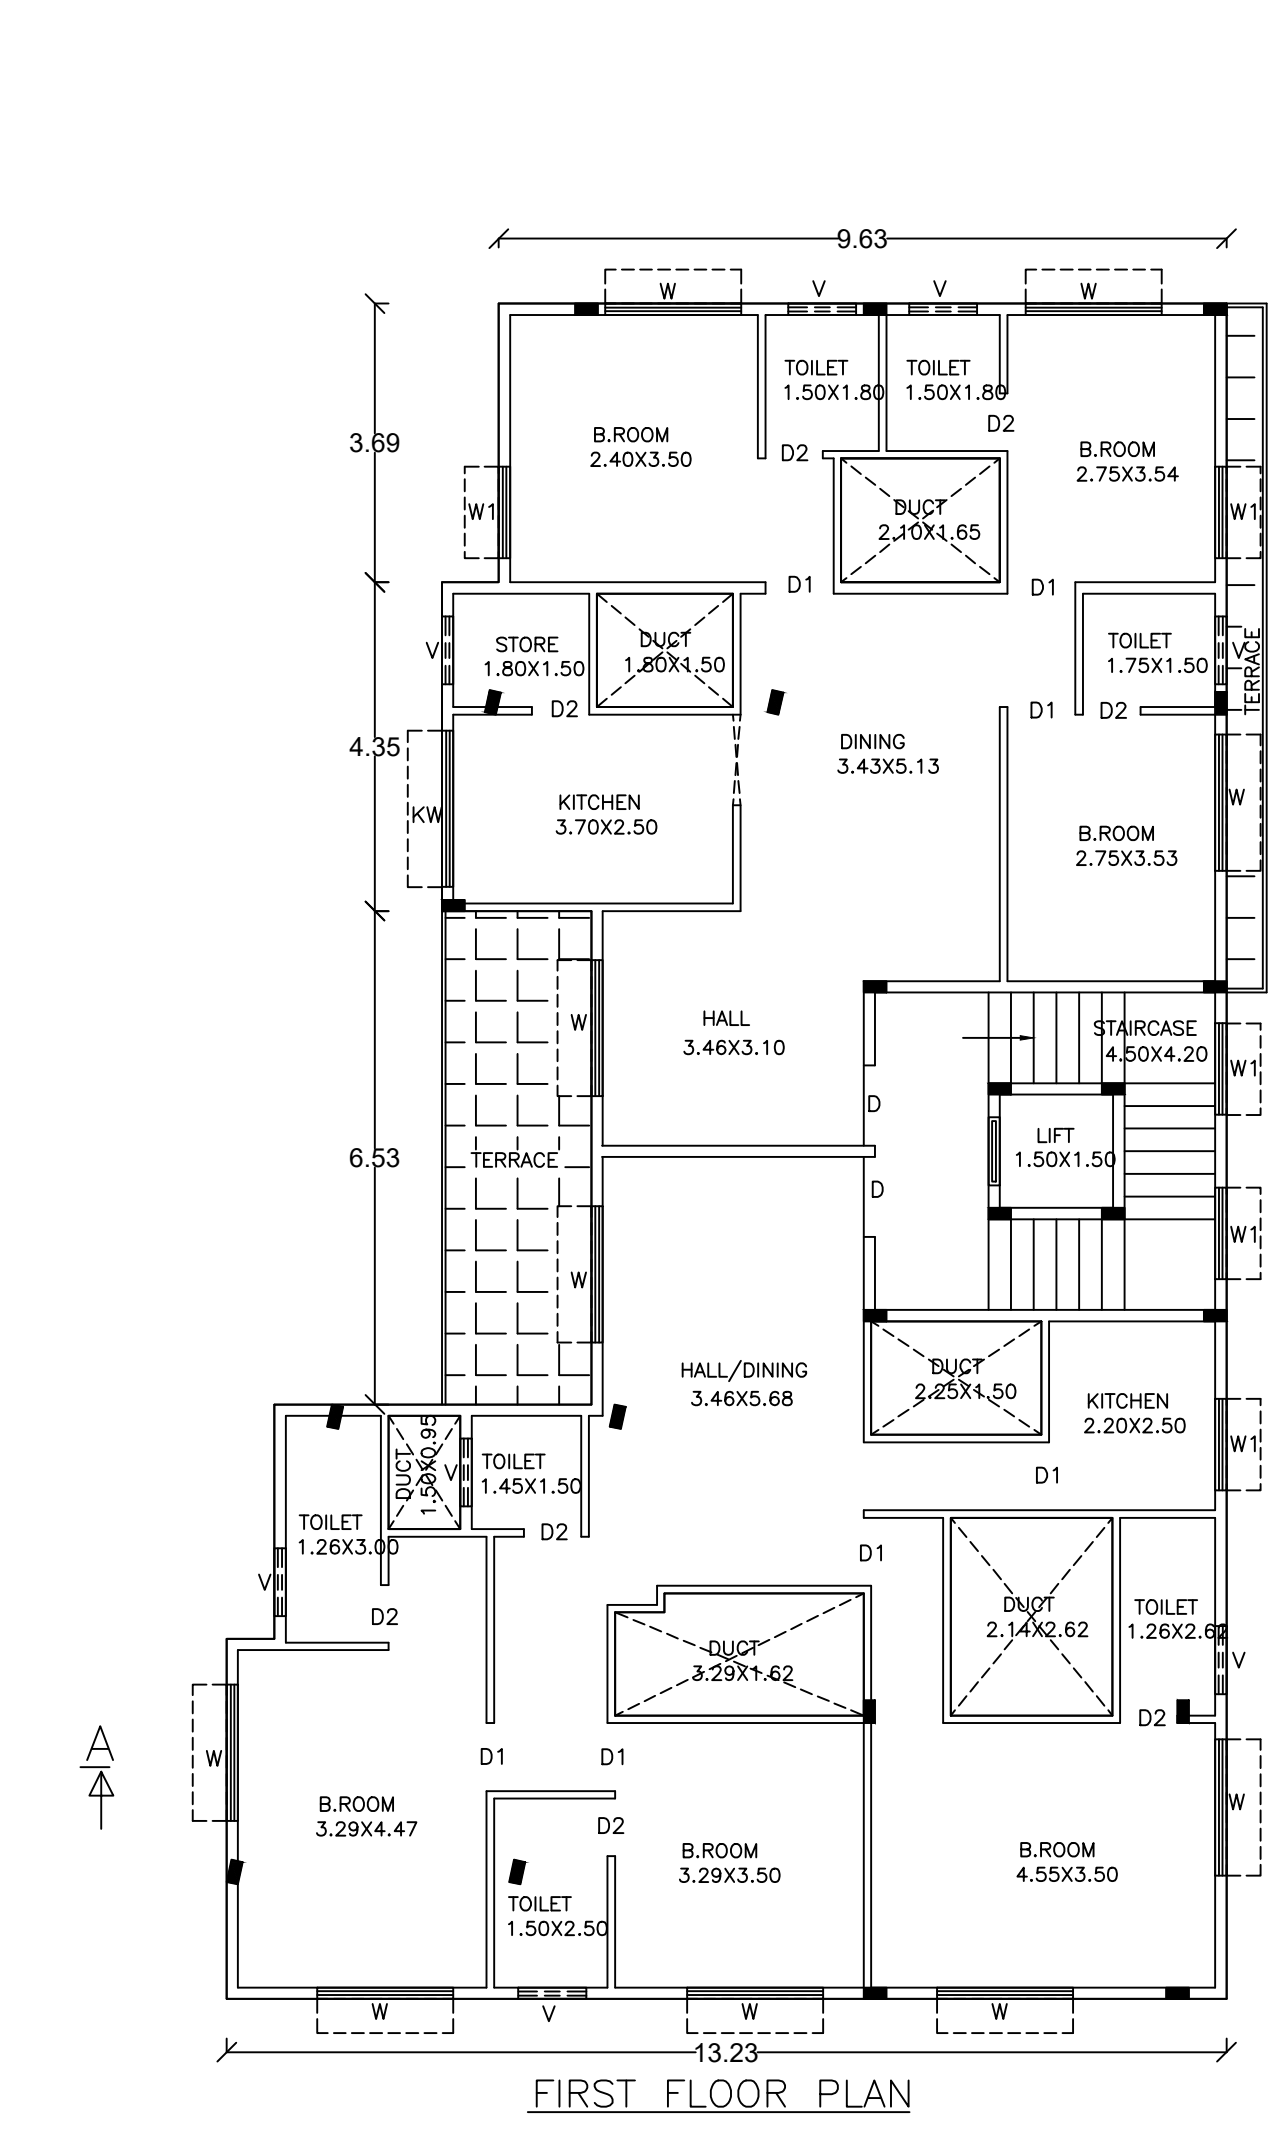 9.63
W
V
V
W
TOILET
1.50X1.80
TOILET
1.50X1.80
D2
B.ROOM
2.40X3.50
3.69
D2
B.ROOM
2.75X3.54
W1
DUCT
2.10X1.65
W1
D1
D1
V
STORE
1.80X1.50
DUCT
1.80X1.50
TOILET
1.75X1.50
V
TERRACE
D2
D1
D2
4.35
DINING
3.43X5.13
KW
KITCHEN
3.70X2.50
W
B.ROOM
2.75X3.53
W
HALL
3.46X3.10
STAIRCASE
4.50X4.20
W1
D
LIFT
1.50X1.50
6.53
TERRACE
D
W1
W
HALL/DINING
3.46X5.68
DUCT
2.25X1.50
KITCHEN
2.20X2.50
W1
DUCT
1.50X0.95
V
TOILET
1.45X1.50
D1
TOILET
1.26X3.00
D2
D1
V
D2
DUCT
2.14X2.62
TOILET
1.26X2.62
DUCT
3.29X1.62
V
A
W
D1
D1
D2
B.ROOM
3.29X4.47
D2
W
B.ROOM
3.29X3.50
B.ROOM
4.55X3.50
TOILET
1.50X2.50
W
V
W
W
13.23
FIRST FLOOR PLAN